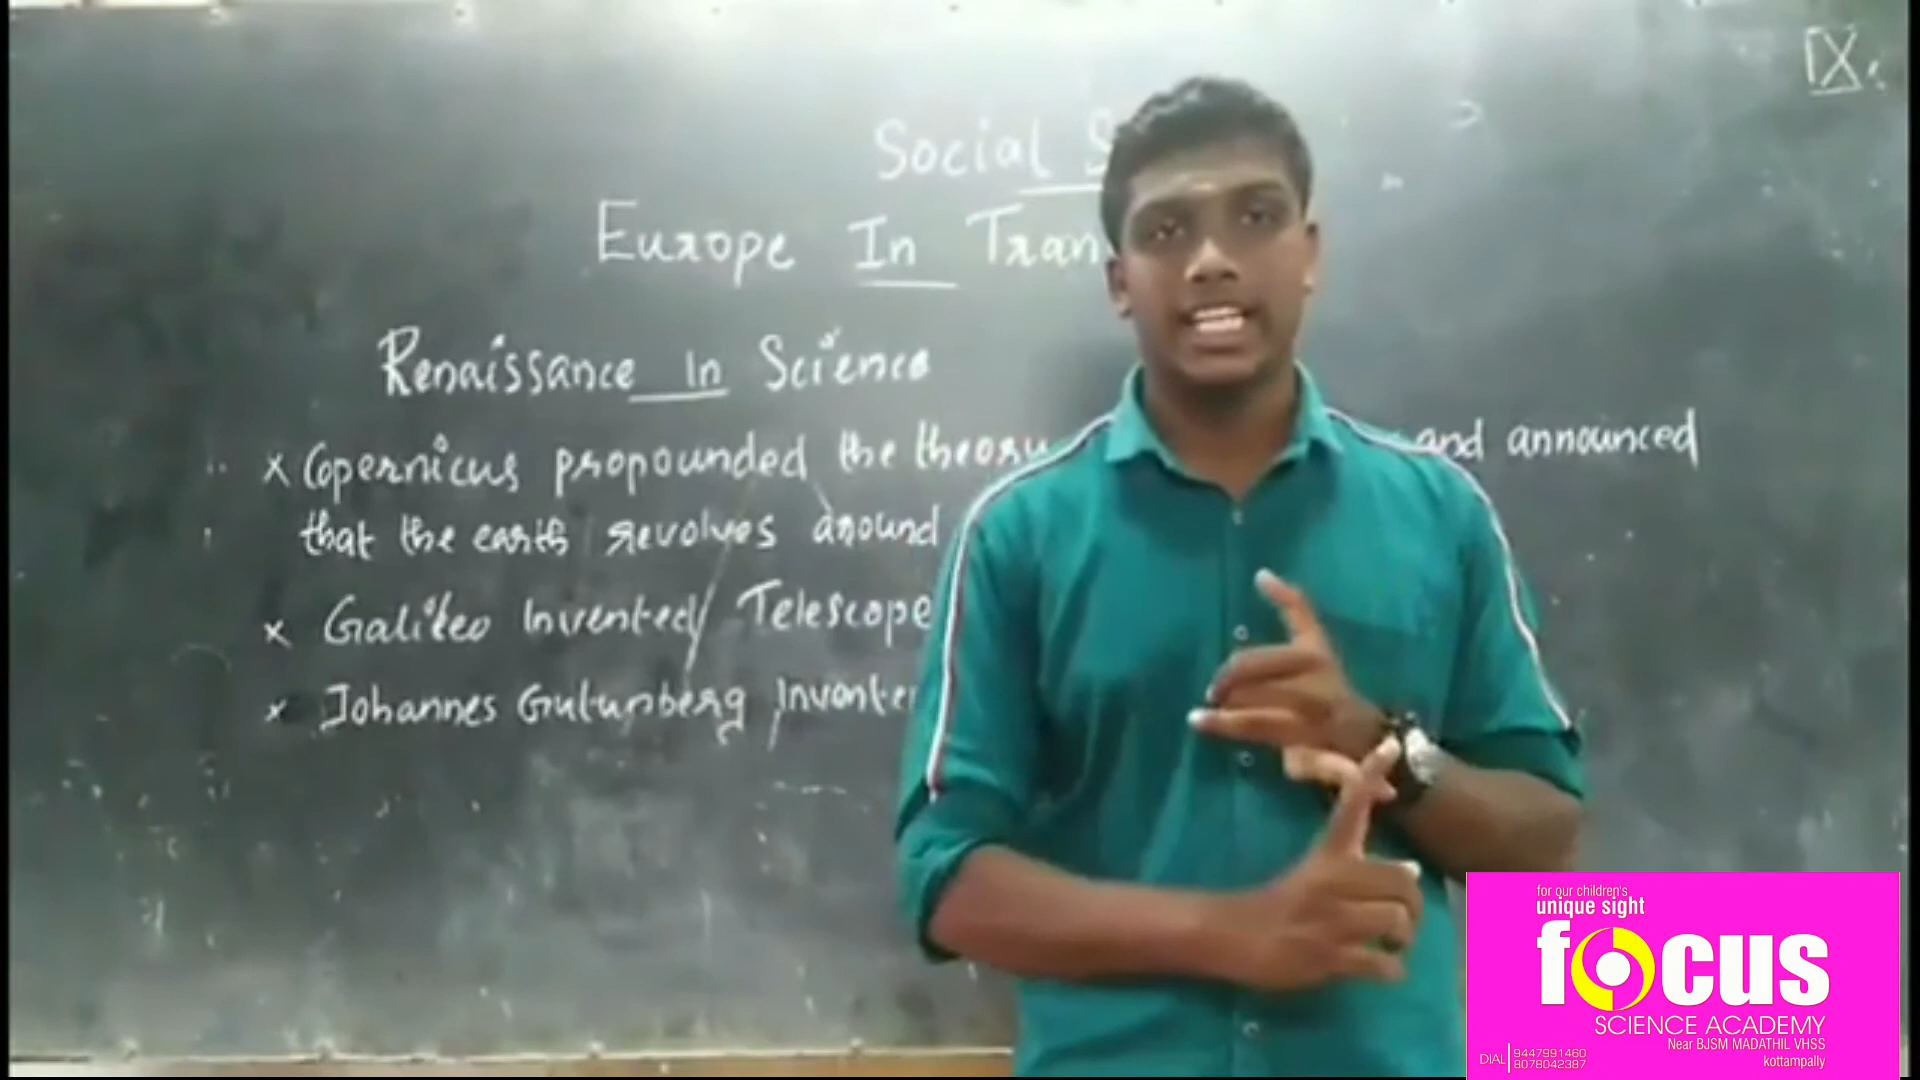 IX
Social S
Europe In Tran
Renaissance In Science
x Copernicus propounded the theory and announced
that the earth revolves around
x Galileo Invented Telescope
x Johannes Gutunberg Invente
for our children's
unique sight
focus
SCIENCE ACADEMY
Near BJSM MADATHIL VHSS
kottampally
DIAL 9447991460
8078042387